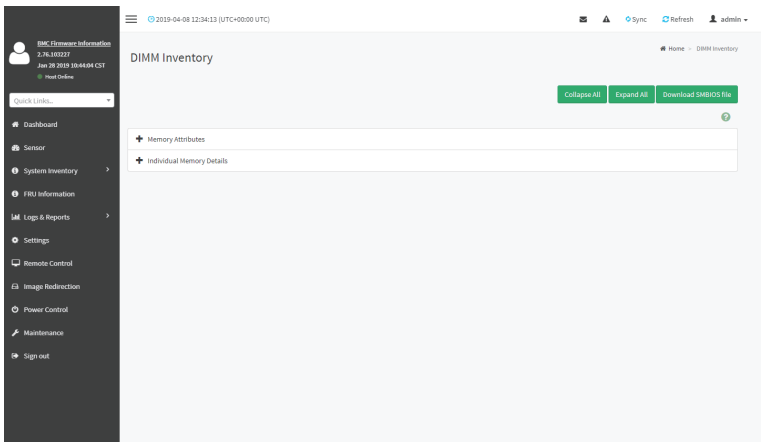 2019-04-08 12:34:13 (UTC+00:00 UTC)
Sync
Refresh
admin
BMC Firmware Information
2.76.103227
Jan 28 2019 10:44:04 CST
Host Online
Quick Links..
Dashboard
Sensor
System Inventory
FRU Information
Logs & Reports
Settings
Remote Control
Image Redirection
Power Control
Maintenance
Sign out
DIMM Inventory
Home > DIMM Inventory
Collapse All
Expand All
Download SMBIOS file
Memory Attributes
Individual Memory Details